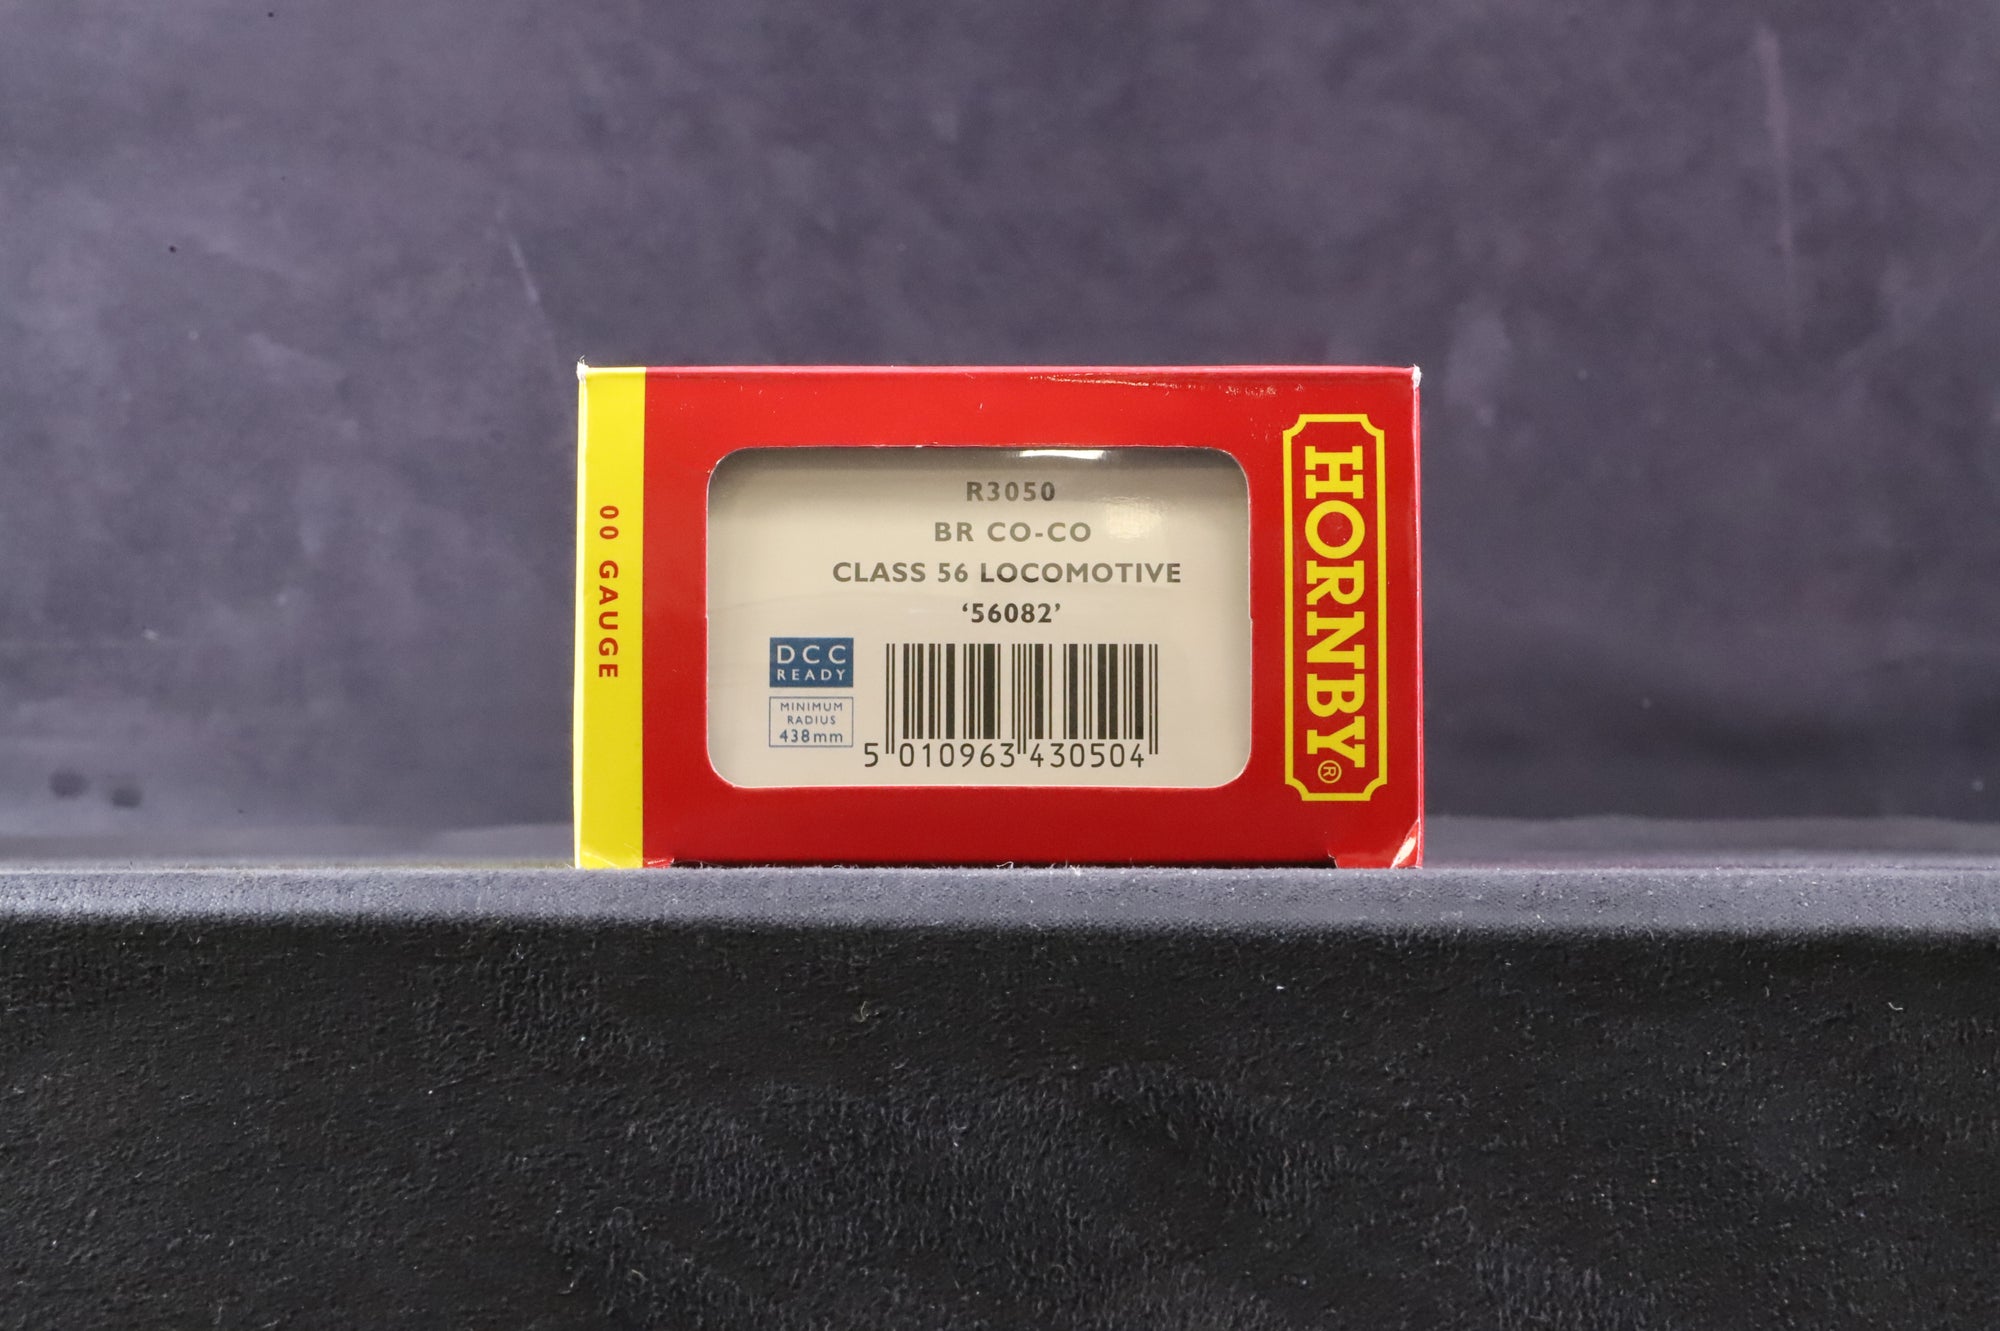 00 GAUGE
R3050
BR CO-CO
CLASS 56 LOCOMOTIVE
‘56082’
DCC
READY
MINIMUM
RADIUS
438mm
5 010963 430504
HORNBY®